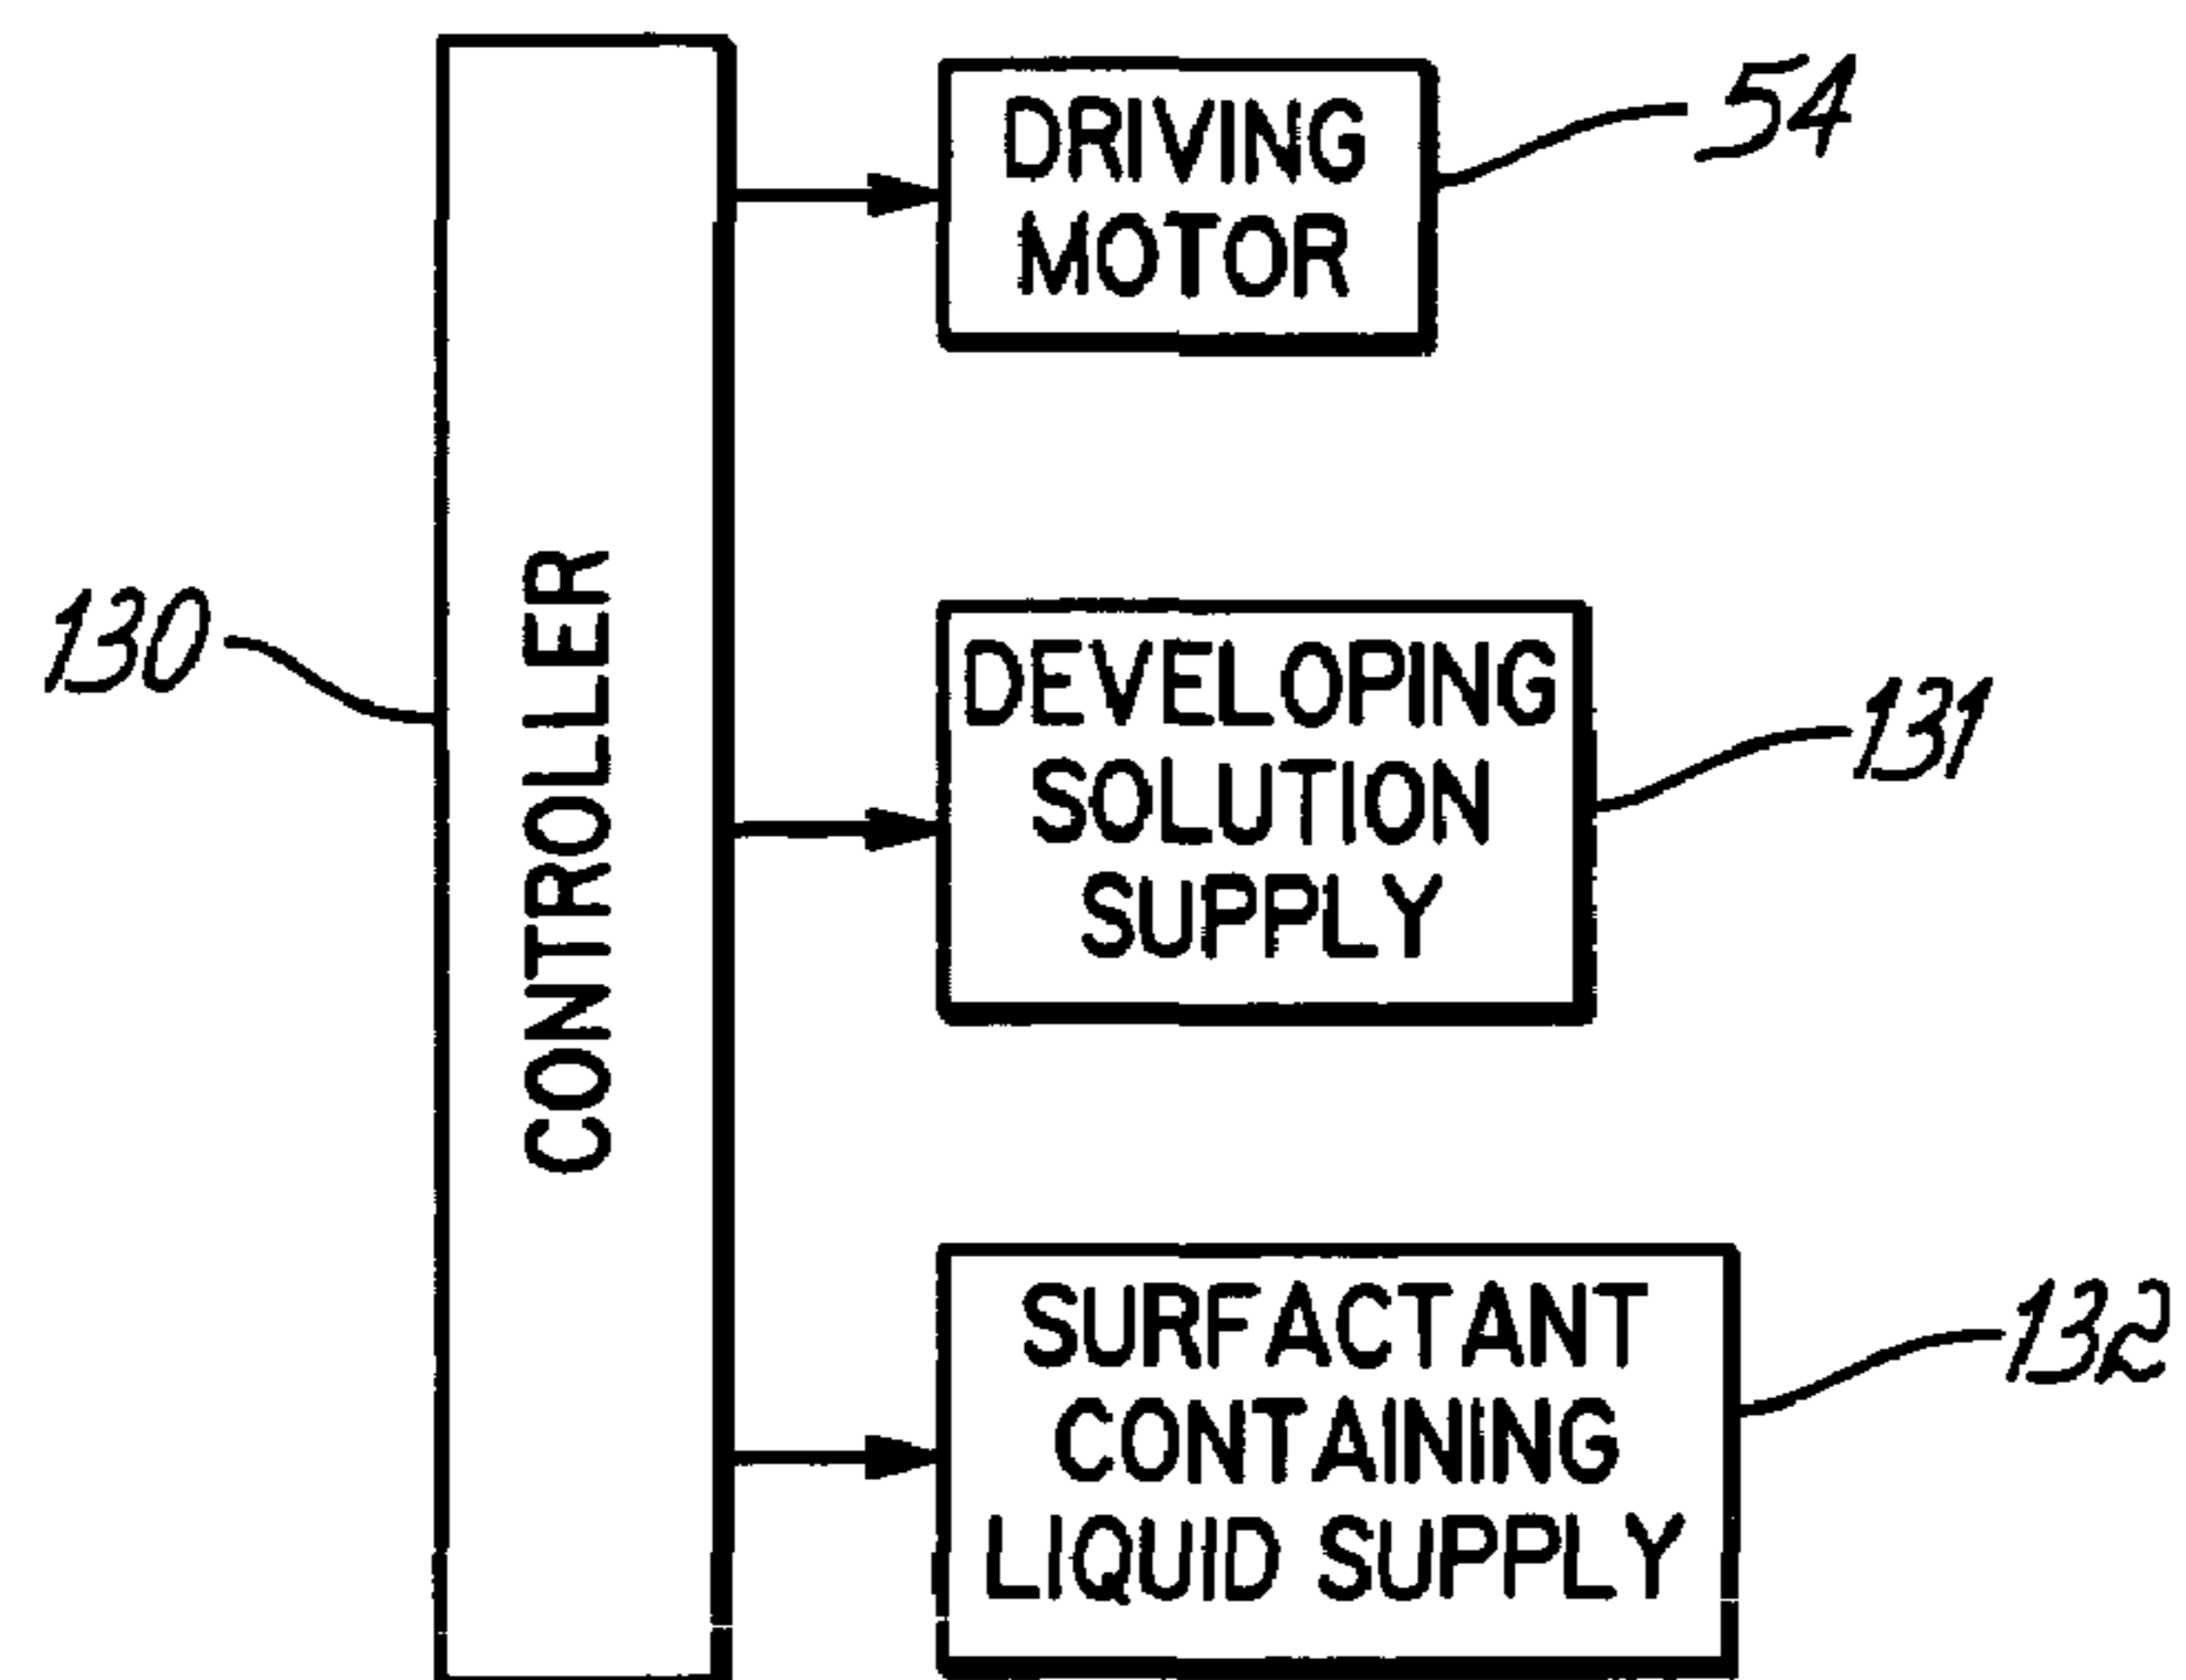 DRIVING
MOTOR
54
CONTROLLER
130
DEVELOPING
SOLUTION
SUPPLY
131
SURFACTANT
CONTAINING
LIQUID SUPPLY
132